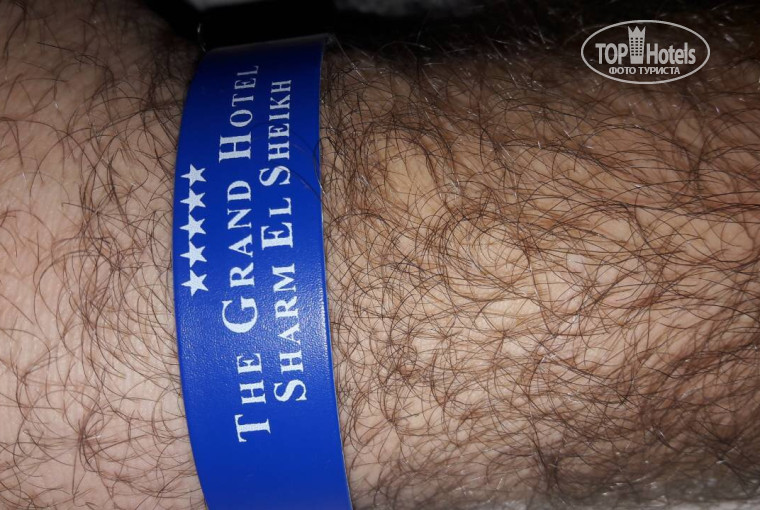 ★★★★★
THE GRAND HOTEL
SHARM EL SHEIKH
TOP Hotels
ФОТО ТУРИСТА